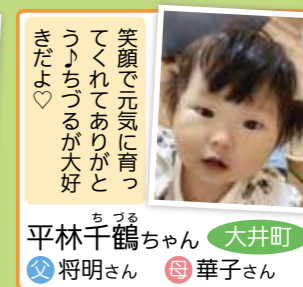 笑顔で元気に育っ
てくれてありがと
う♪ちづるが大好
きだよ♡
ちづる
平林千鶴ちゃん 大井町
父 将明さん 母 華子さん